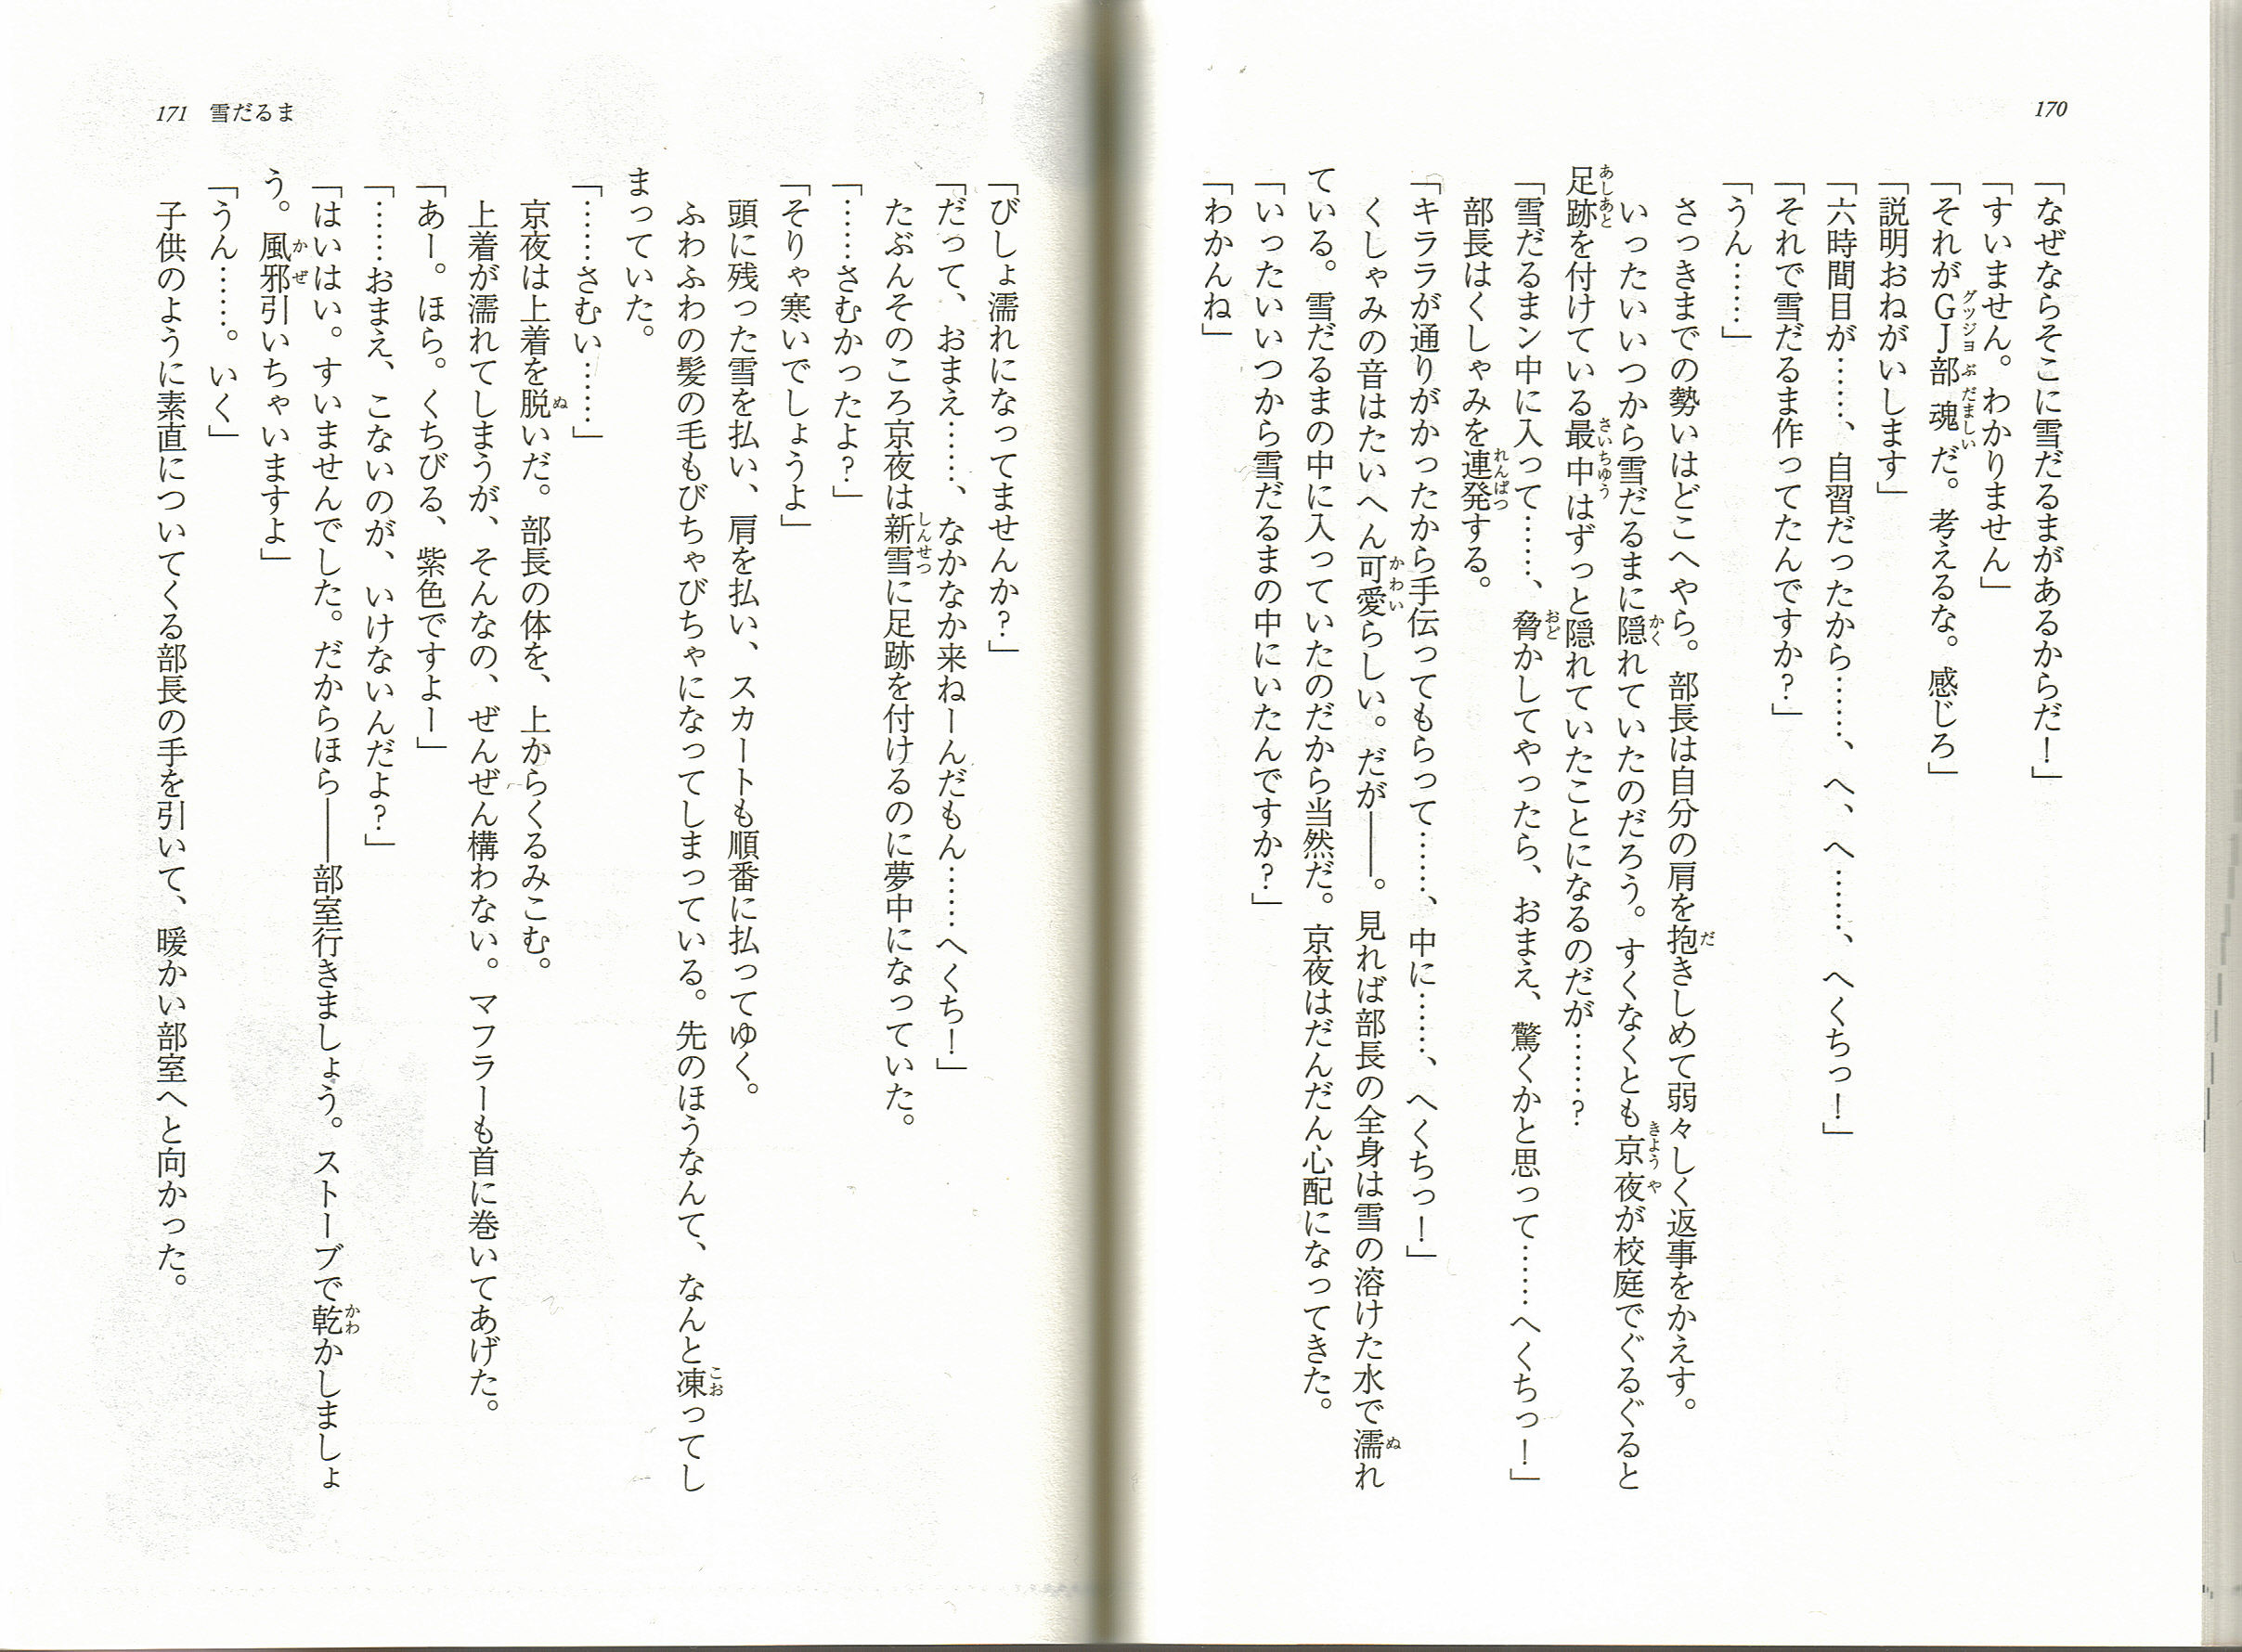 170
「なぜならそこに雪だるまがあるからだ！」
「すいません。わかりません」
「それがＧＪ部魂だ。考えるな。感じろ」
「説明おねがいします」
「六時間目が……、自習だったから……、へ、へ……、へくちっ！」
「それで雪だるま作ってたんですか？」
「うん……」
さっきまでの勢いはどこへやら。部長は自分の肩を抱きしめて弱々しく返事をかえす。
いったいいつから雪だるまに隠れていたのだろう。すくなくとも京夜が校庭でぐるぐると
足跡を付けている最中はずっと隠れていたことになるのだが……？
「雪だるまン中に入って……、脅かしてやったら、おまえ、驚くかと思って……へくちっ！」
部長はくしゃみを連発する。
「キララが通りがかったから手伝ってもらって……、中に……、へくちっ！」
くしゃみの音はたいへん可愛らしい。だが――。見れば部長の全身は雪の溶けた水で濡れ
ている。雪だるまの中に入っていたのだから当然だ。京夜はだんだん心配になってきた。
「いったいいつから雪だるまの中にいたんですか？」
「わかんね」
171 雪だるま
「びしょ濡れになってませんか？」
「だって、おまえ……、なかなか来ねーんだもん……へくち！」
たぶんそのころ京夜は新雪に足跡を付けるのに夢中になっていた。
「……さむかったよ？」
「そりゃ寒いでしょうよ」
頭に残った雪を払い、肩を払い、スカートも順番に払ってゆく。
ふわふわの髪の毛もびちゃびちゃになってしまっている。先のほうなんて、なんと凍ってし
まっていた。
「……さむい……」
京夜は上着を脱いだ。部長の体を、上からくるみこむ。
上着が濡れてしまうが、そんなの、ぜんぜん構わない。マフラーも首に巻いてあげた。
「あー。ほら。くちびる、紫色ですよー」
「……おまえ、こないのが、いけないんだよ？」
「はいはい。すいませんでした。だからほら――部室行きましょう。ストーブで乾かしましょ
う。風邪引いちゃいますよ」
「うん……。いく」
子供のように素直についてくる部長の手を引いて、暖かい部室へと向かった。